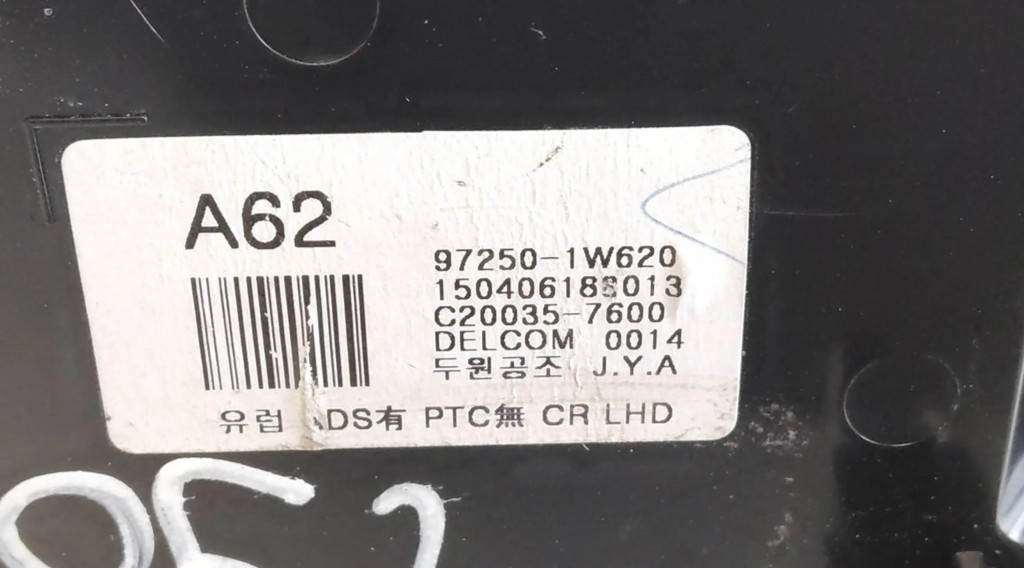 A62
97250-1W620
15040618S013
C20035-7600
DELCOM 0014
두원공조 J.Y.A
유럽 ADS有 PTC無 CR LHD